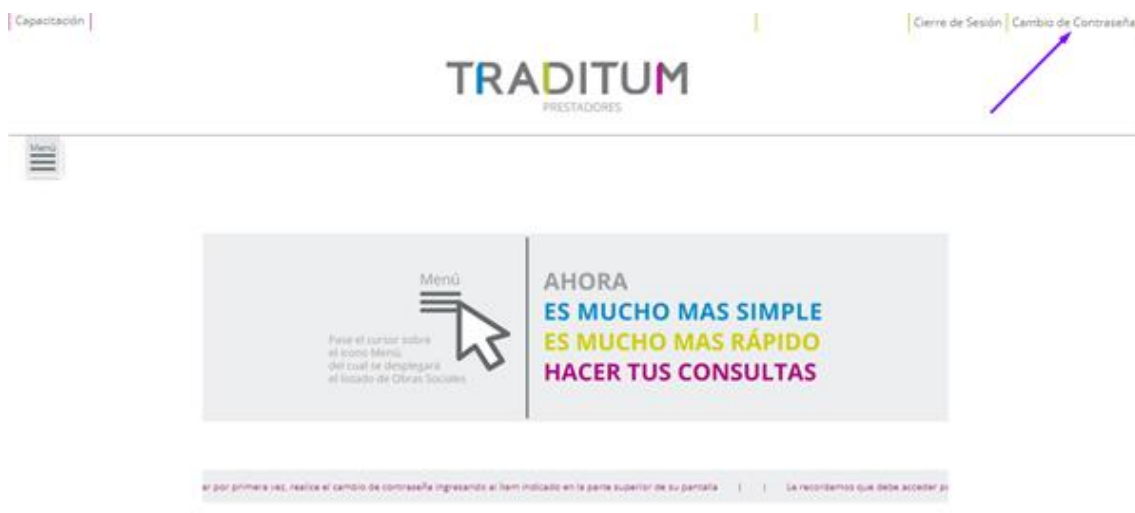 Capacitación
Cierre de Sesión
Cambio de Contraseña
TRADITUM
PRESTADORES
Menú
Menú
Pase el cursor sobre
el icono Menú,
del cual se desplegará
el listado de Obras Sociales
AHORA
ES MUCHO MAS SIMPLE
ES MUCHO MAS RÁPIDO
HACER TUS CONSULTAS
er por primera vez, realice el cambio de contraseña ingresando al ítem indicado en la parte superior de su pantalla | | Le recordamos que debe acceder p